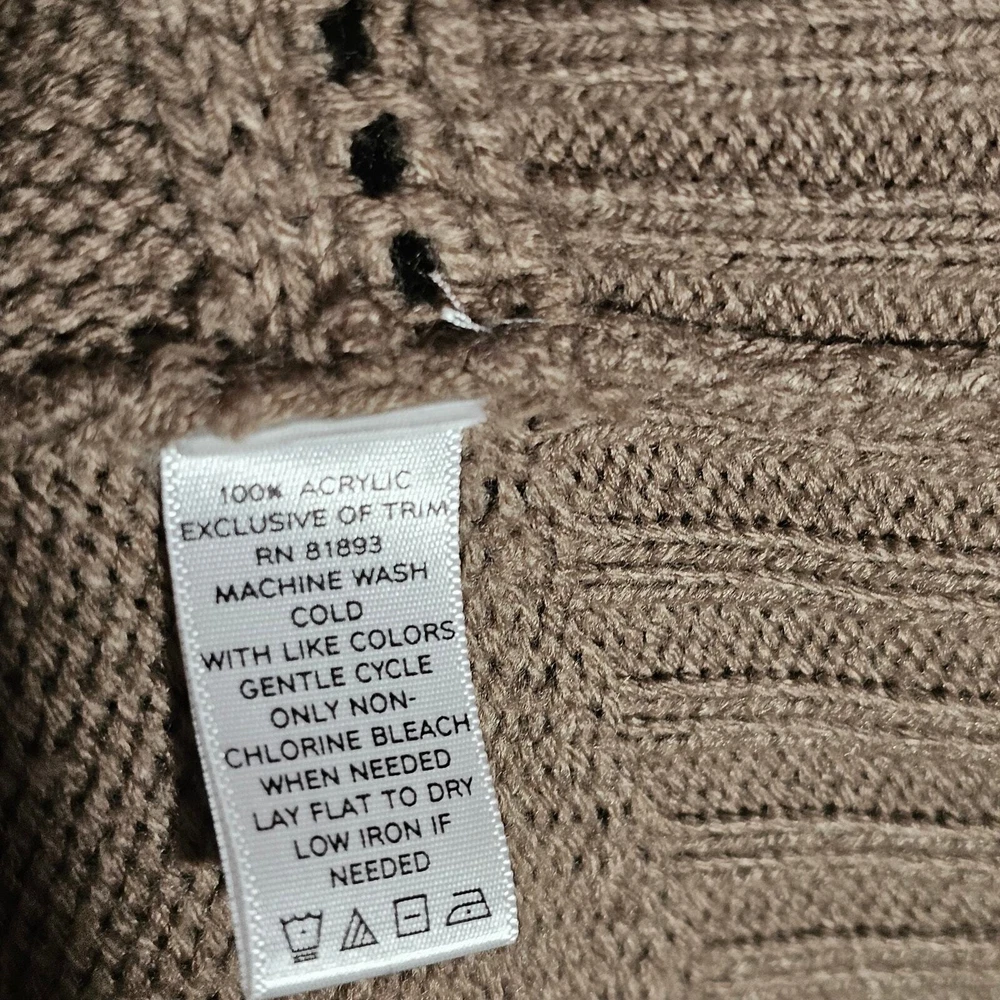 100% ACRYLIC
EXCLUSIVE OF TRIM
RN 81893
MACHINE WASH
COLD
WITH LIKE COLORS
GENTLE CYCLE
ONLY NON-
CHLORINE BLEACH
WHEN NEEDED
LAY FLAT TO DRY
LOW IRON IF
NEEDED